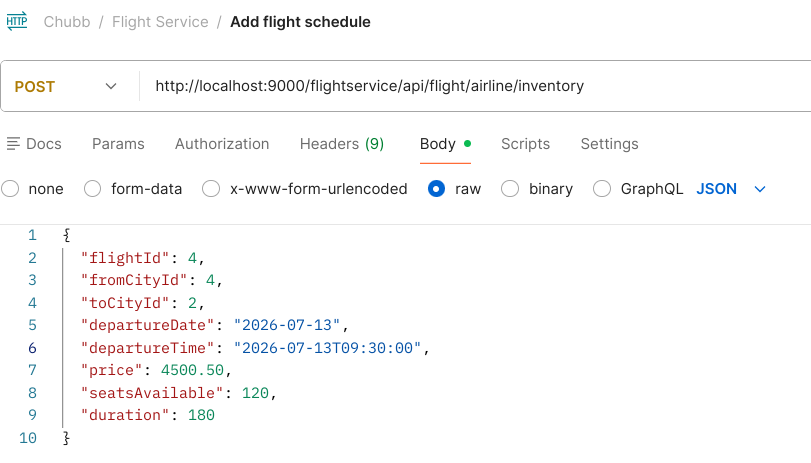 HTTP Chubb / Flight Service / Add flight schedule
POST http://localhost:9000/flightservice/api/flight/airline/inventory
Docs Params Authorization Headers (9) Body Scripts Settings
none form-data x-www-form-urlencoded raw binary GraphQL JSON
1 {
2 "flightId": 4,
3 "fromCityId": 4,
4 "toCityId": 2,
5 "departureDate": "2026-07-13",
6 "departureTime": "2026-07-13T09:30:00",
7 "price": 4500.50,
8 "seatsAvailable": 120,
9 "duration": 180
10 }